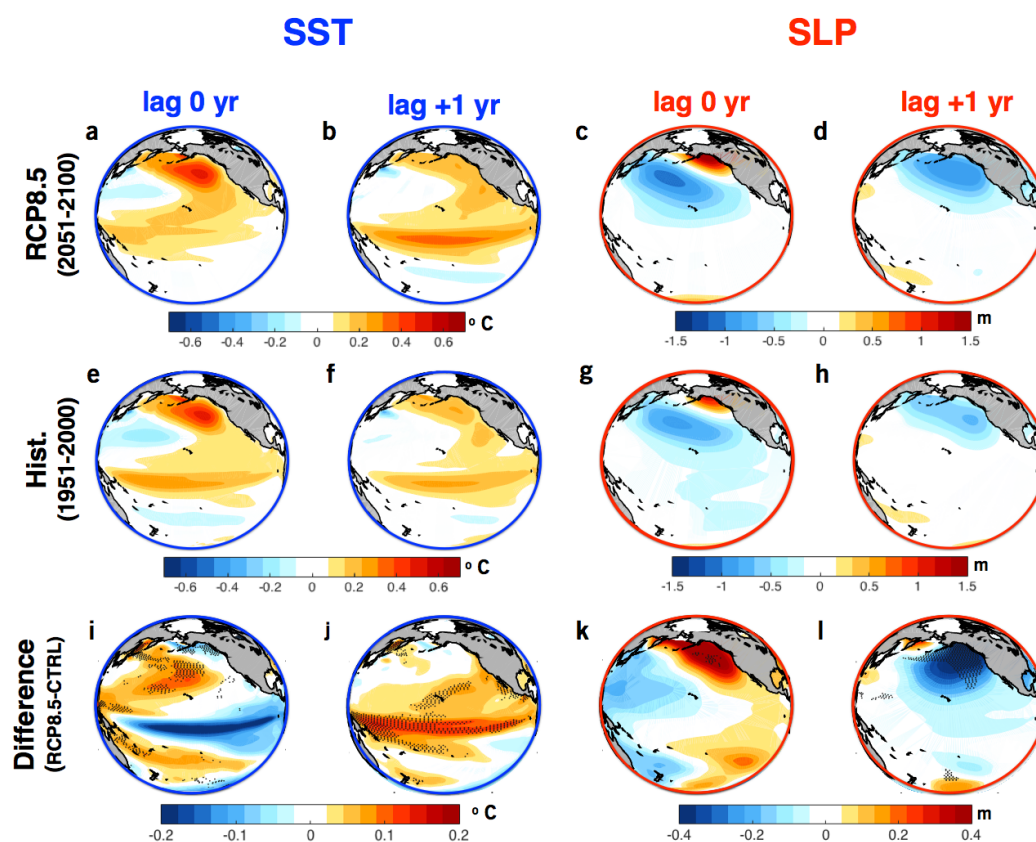 SST SLP
lag 0 yr lag +1 yr lag 0 yr lag +1 yr
a b c d
RCP8.5
(2051-2100)
-0.6 -0.4 -0.2 0 0.2 0.4 0.6 o C
-1.5 -1 -0.5 0 0.5 1 1.5 m
e f g h
Hist.
(1951-2000)
-0.6 -0.4 -0.2 0 0.2 0.4 0.6 o C
-1.5 -1 -0.5 0 0.5 1 1.5 m
i j k l
Difference
(RCP8.5-CTRL)
-0.2 -0.1 0 0.1 0.2 o C
-0.4 -0.2 0 0.2 0.4 m